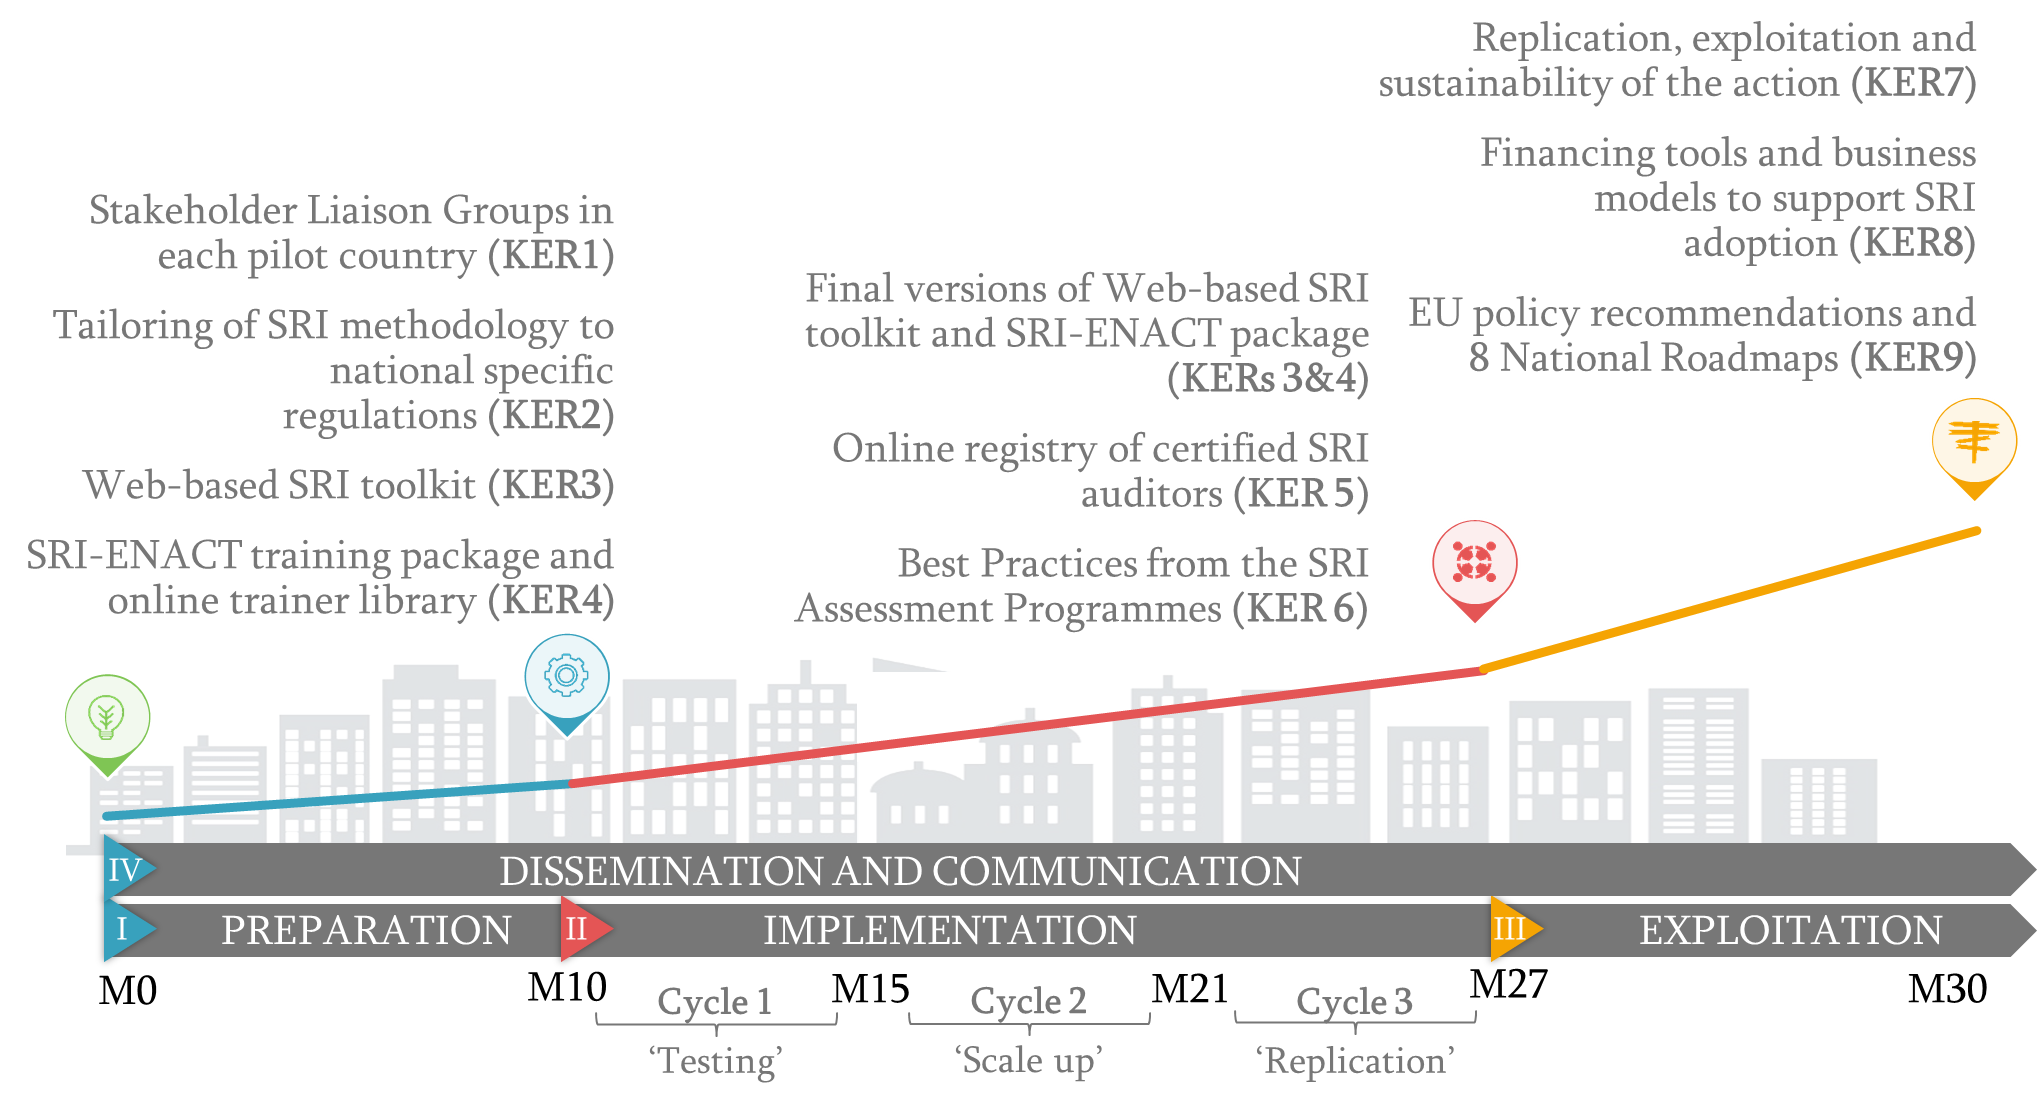 Replication, exploitation and
sustainability of the action (KER7)
Financing tools and business
models to support SRI
adoption (KER8)
EU policy recommendations and
8 National Roadmaps (KER9)
Stakeholder Liaison Groups in
each pilot country (KER1)
Tailoring of SRI methodology to
national specific
regulations (KER2)
Web-based SRI toolkit (KER3)
SRI-ENACT training package and
online trainer library (KER4)
Final versions of Web-based SRI
toolkit and SRI-ENACT package
(KERs 3&4)
Online registry of certified SRI
auditors (KER 5)
Best Practices from the SRI
Assessment Programmes (KER 6)
IV DISSEMINATION AND COMMUNICATION
I PREPARATION II IMPLEMENTATION III EXPLOITATION
M0 M10 M15 M21 M27 M30
Cycle 1 Cycle 2 Cycle 3
‘Testing’ ‘Scale up’ ‘Replication’